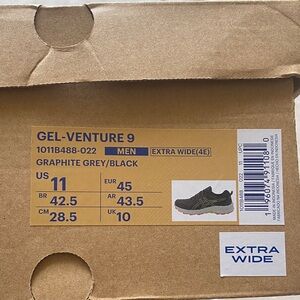 GEL-VENTURE 9
1011B488-022 MEN EXTRA WIDE(4E)
GRAPHITE GREY/BLACK
US 11 EUR 45
BR 42.5 AR 43.5
CM 28.5 UK 10
EXTRA
WIDE